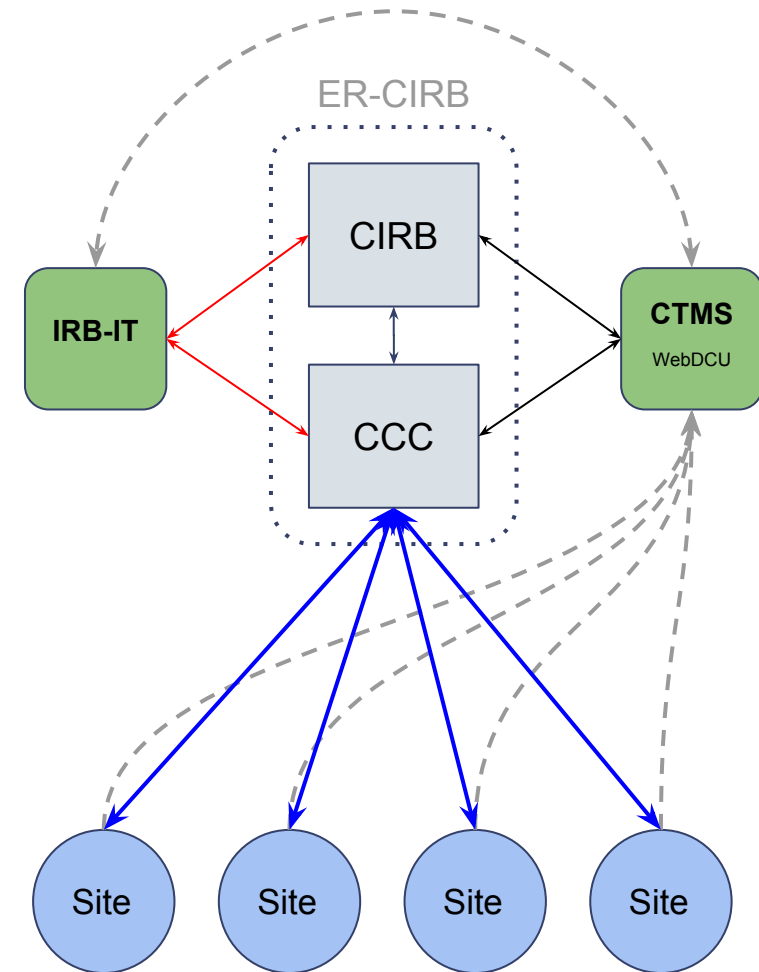 ER-CIRB
CIRB
IRB-IT
CTMS
WebDCU
CCC
Site
Site
Site
Site